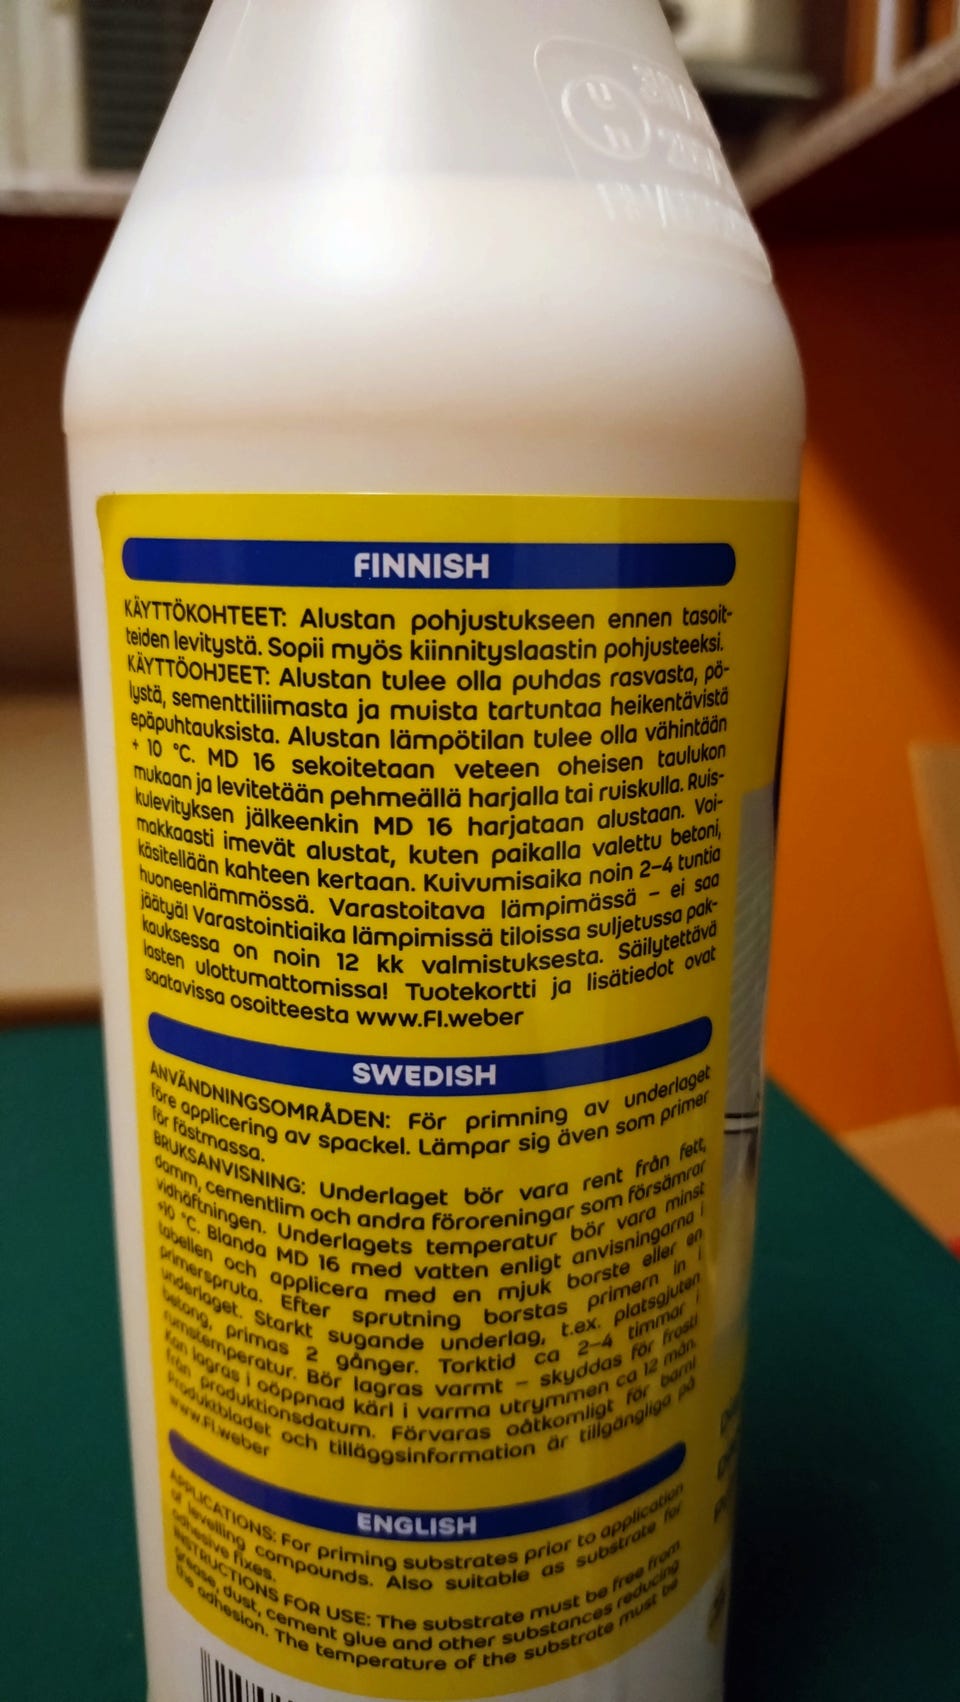 FINNISH
KÄYTTÖKOHTEET: Alustan pohjustukseen ennen tasoit-
teiden levitystä. Sopii myös kiinnityslaastin pohjusteeksi.
KÄYTTÖOHJEET: Alustan tulee olla puhdas rasvasta, pö-
lystä, sementtiliimasta ja muista tartuntaa heikentävistä
epäpuhtauksista. Alustan lämpötilan tulee olla vähintään
+ 10 °C. MD 16 sekoitetaan veteen oheisen taulukon
mukaan ja levitetään pehmeällä harjalla tai ruiskulla. Ruis-
kulevityksen jälkeenkin MD 16 harjataan alustaan. Voi-
makkaasti imevät alustat, kuten paikalla valettu betoni,
käsitellään kahteen kertaan. Kuivumisaika noin 2–4 tuntia
huoneenlämmössä. Varastoitava lämpimässä – ei saa
jäätyä! Varastointiaika lämpimissä tiloissa suljetussa pak-
kauksessa on noin 12 kk valmistuksesta. Säilytettävä
lasten ulottumattomissa! Tuotekortti ja lisätiedot ovat
saatavissa osoitteesta www.FI.weber
SWEDISH
ANVÄNDNINGSOMRÅDEN: För primning av underlaget
före applicering av spackel. Lämpar sig även som primer
för fästmassa.
BRUKSANVISNING: Underlaget bör vara rent från fett,
damm, cementlim och andra föroreningar som försämrar
vidhäftningen. Underlagets temperatur bör vara minst
+10 °C. Blanda MD 16 med vatten enligt anvisningarna i
tabellen och applicera med en mjuk borste eller en
primerspruta. Efter sprutning borstas primern in i
underlaget. Starkt sugande underlag, t.ex. platsgjuten
betong, primas 2 gånger. Torktid ca 2–4 timmar i
rumstemperatur. Bör lagras varmt – skyddas för frost!
Kan lagras i oöppnad kärl i varma utrymmen ca 12 mån.
från produktionsdatum. Förvaras oåtkomligt för barn!
Produktbladet och tilläggsinformation är tillgängliga på
www.FI.weber
ENGLISH
APPLICATIONS: For priming substrates prior to application
of levelling compounds. Also suitable as substrate for
adhesive fixes.
INSTRUCTIONS FOR USE: The substrate must be free from
grease, dust, cement glue and other substances reducing
the adhesion. The temperature of the substrate must be